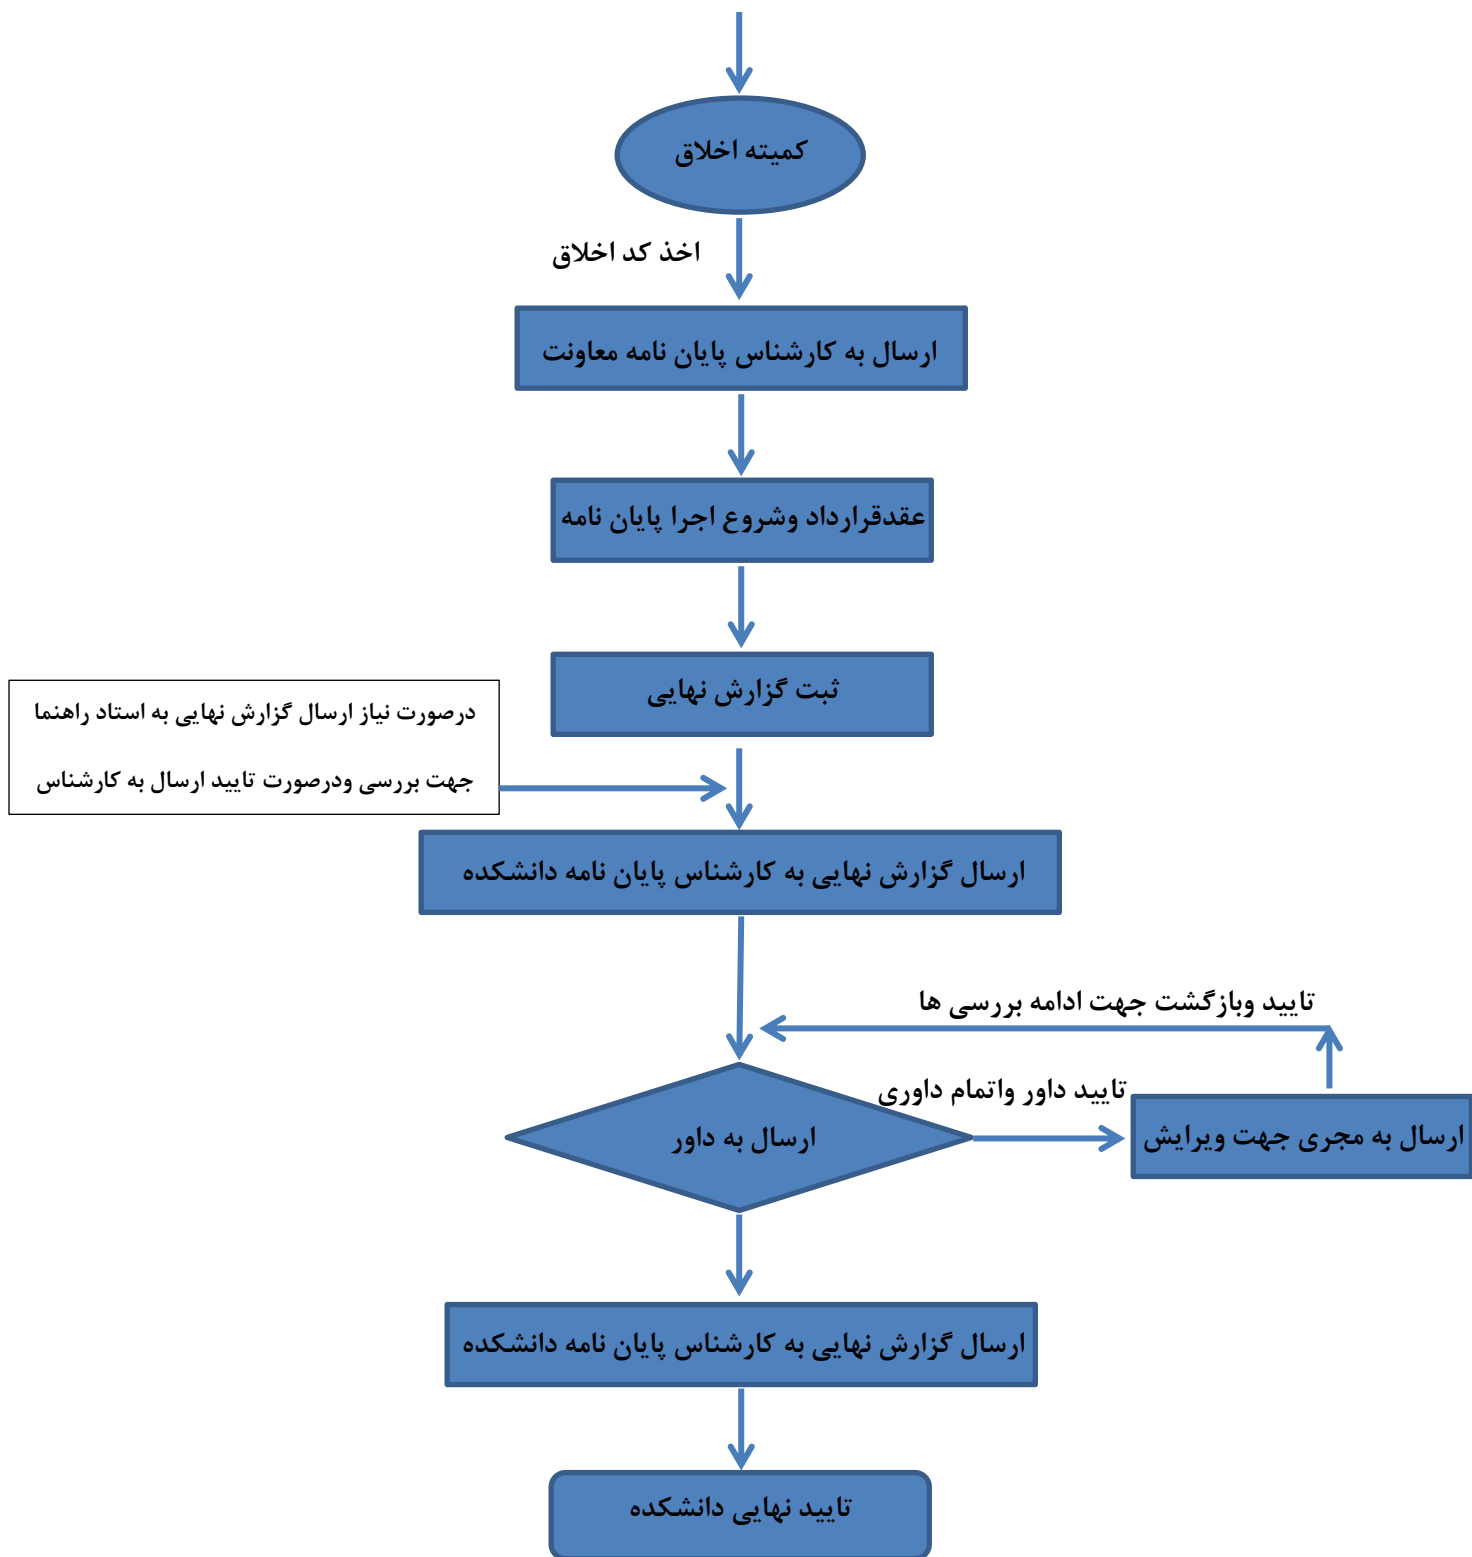 کمیته اخلاق
اخذ کد اخلاق
ارسال به کارشناس پایان نامه معاونت
عقدقرارداد وشروع اجرا پایان نامه
ثبت گزارش نهایی
درصورت نیاز ارسال گزارش نهایی به استاد راهنما
جهت بررسی ودرصورت تایید ارسال به کارشناس
ارسال گزارش نهایی به کارشناس پایان نامه دانشکده
تایید وبازگشت جهت ادامه بررسی ها
تایید داور واتمام داوری
ارسال به داور
ارسال به مجری جهت ویرایش
ارسال گزارش نهایی به کارشناس پایان نامه دانشکده
تایید نهایی دانشکده